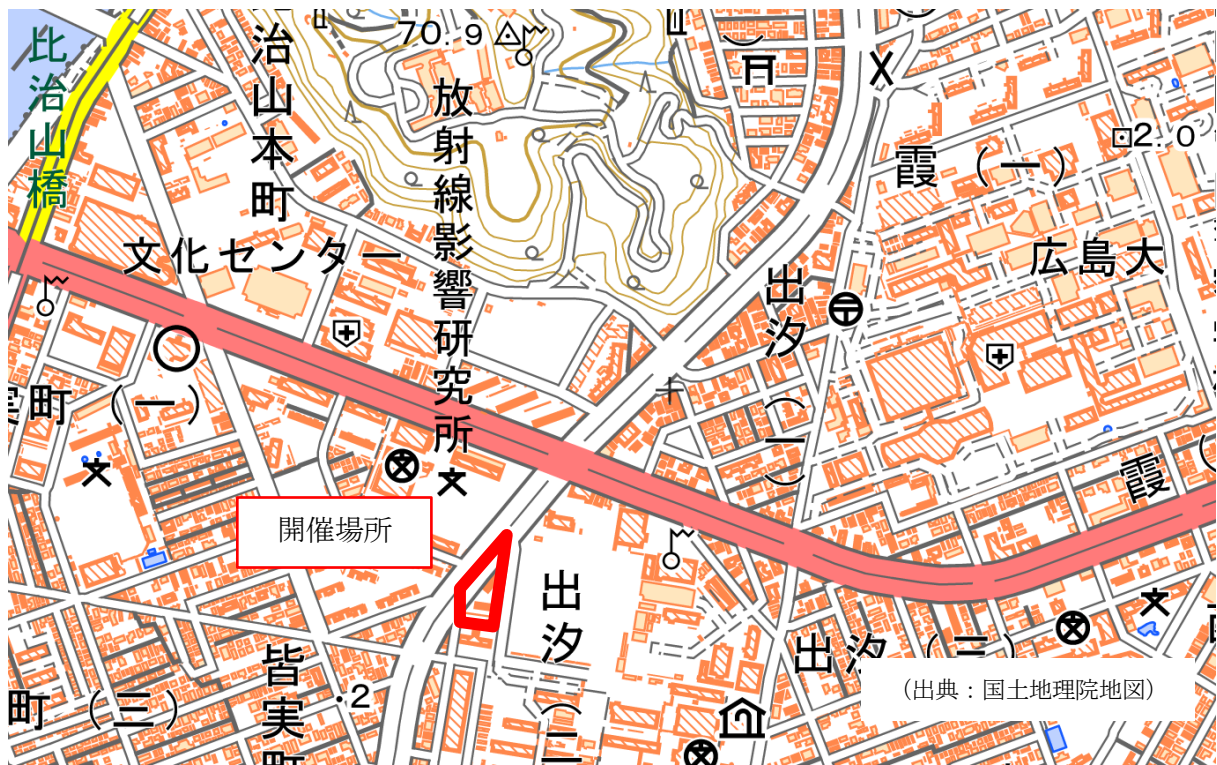 比治山橋
治山本町
70.9
放射線影響研究所
文化センター
霞（一）
2.0
広島大
出汐（一）
町（一）
開催場所
霞（
出汐（二
出汐（三）
皆実町
・2
町（三）
（出典：国土地理院地図）